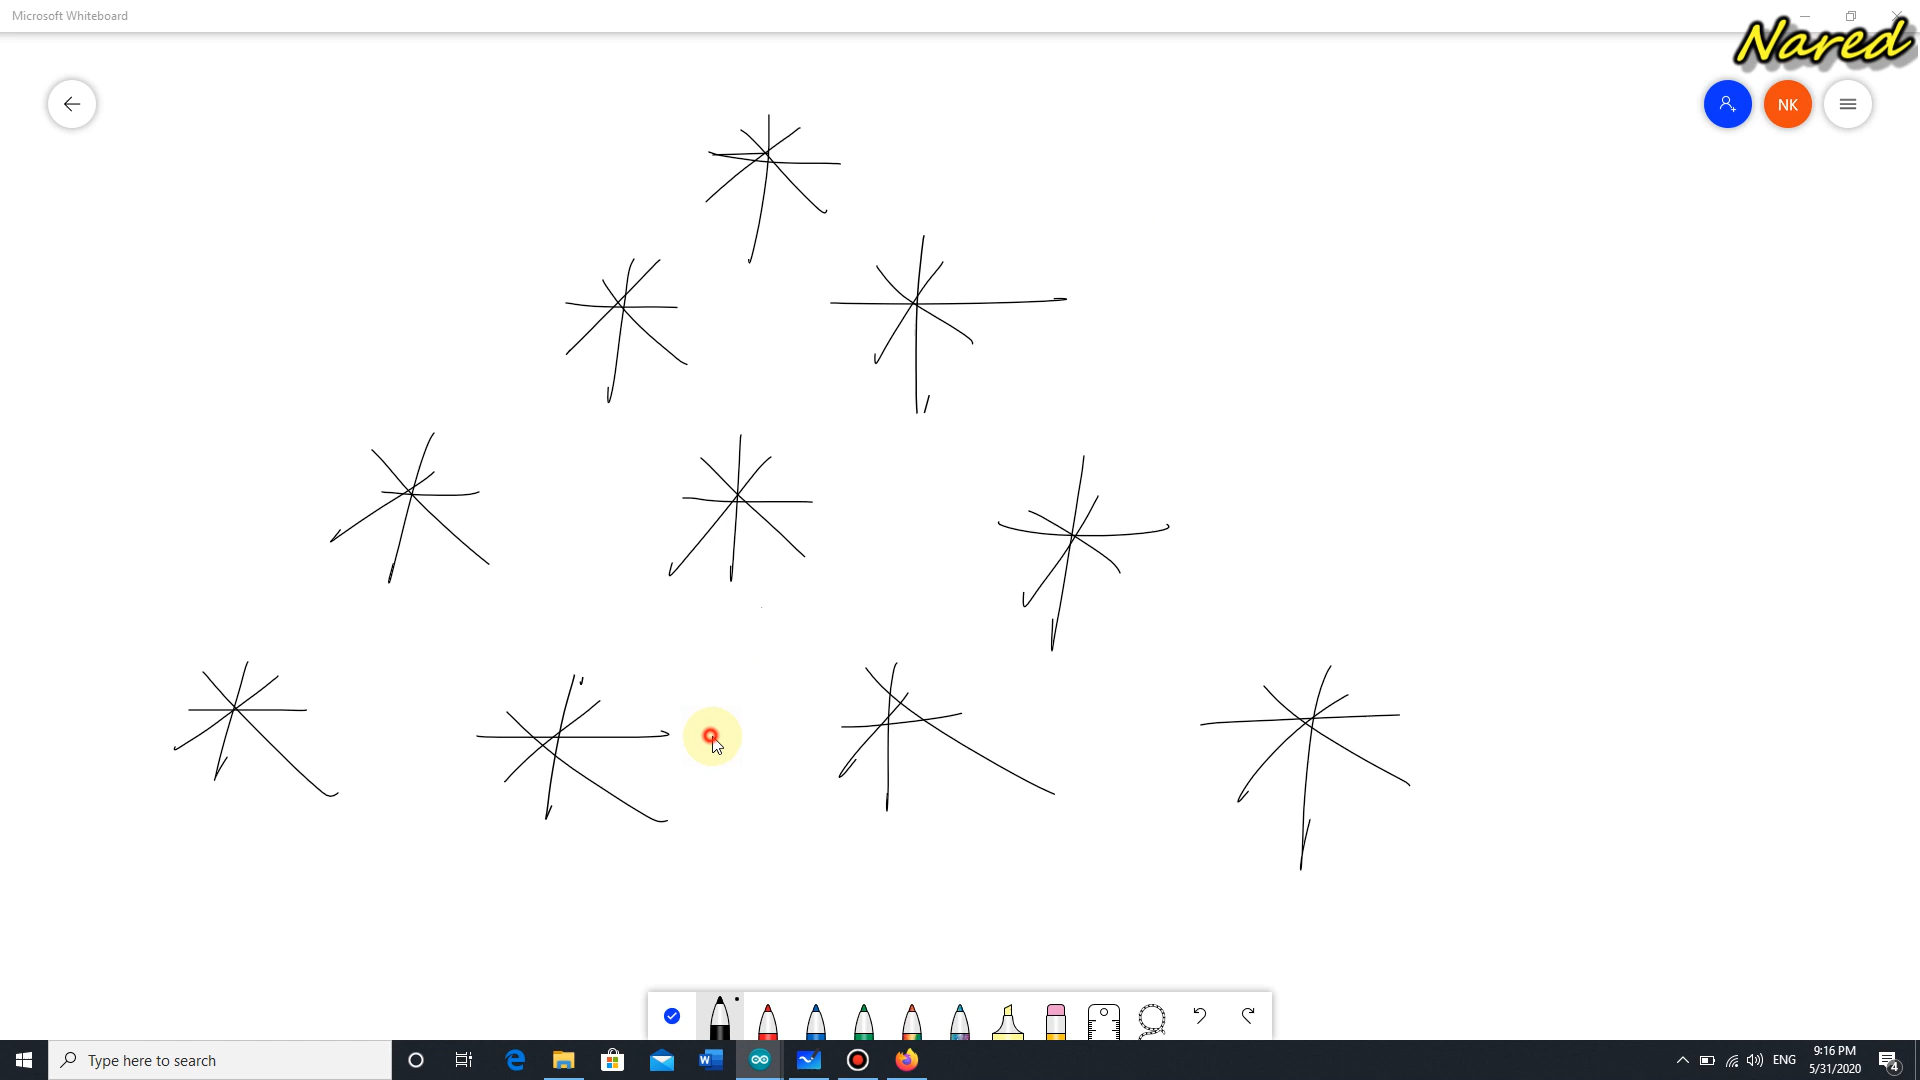 Microsoft Whiteboard
Nared
NK
*
* *
* * *
* * * *
Type here to search
ENG
9:16 PM
5/31/2020
4